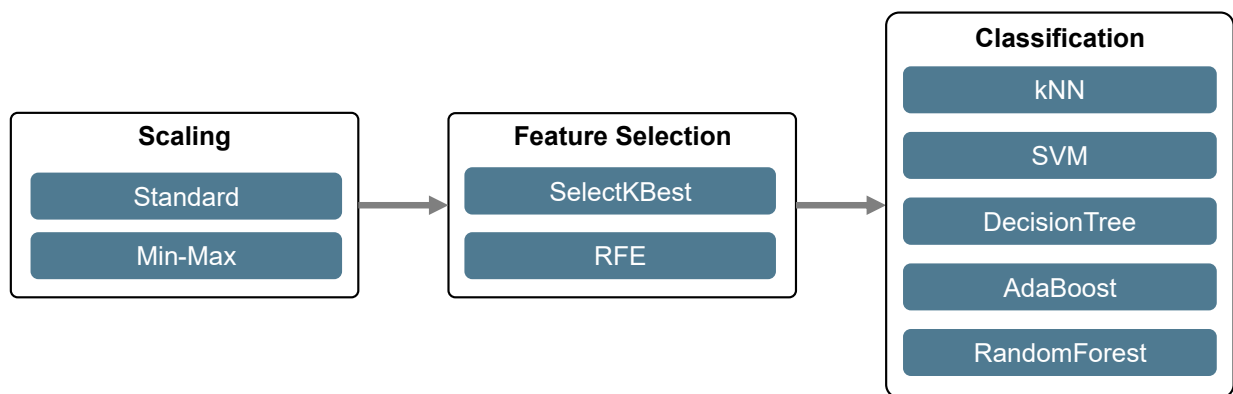 Scaling
Standard
Min-Max
Feature Selection
SelectKBest
RFE
Classification
kNN
SVM
DecisionTree
AdaBoost
RandomForest